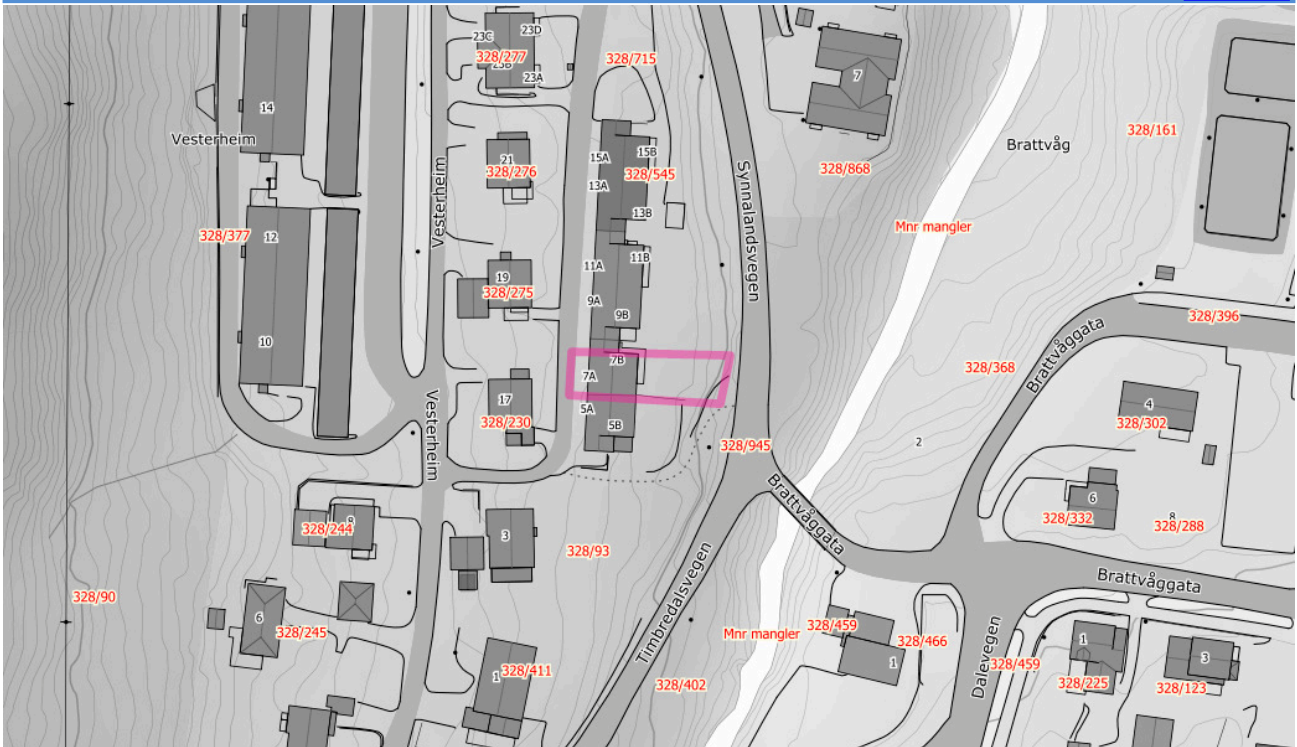 23C
23D
328/277
23B
23A
328/715
7
14
Vesterheim
328/161
Brattvåg
15A
15B
21
328/276
328/545
328/868
13A
Vesterheim
Synnalandsvegen
13B
Mnr mangler
328/377
12
11A
11B
19
328/275
9A
9B
328/396
10
Brattvåggata
7B
7A
328/368
17
5A
4
328/230
5B
328/302
Vesterheim
328/945
2
Brattvåggata
6
328/332
8
328/288
328/244
8
3
328/93
Brattvåggata
328/90
6
328/245
Timbredalsvegen
Mnr mangler
328/459
328/466
1
Dalevegen
328/459
1
3
328/225
328/123
1
328/411
328/402